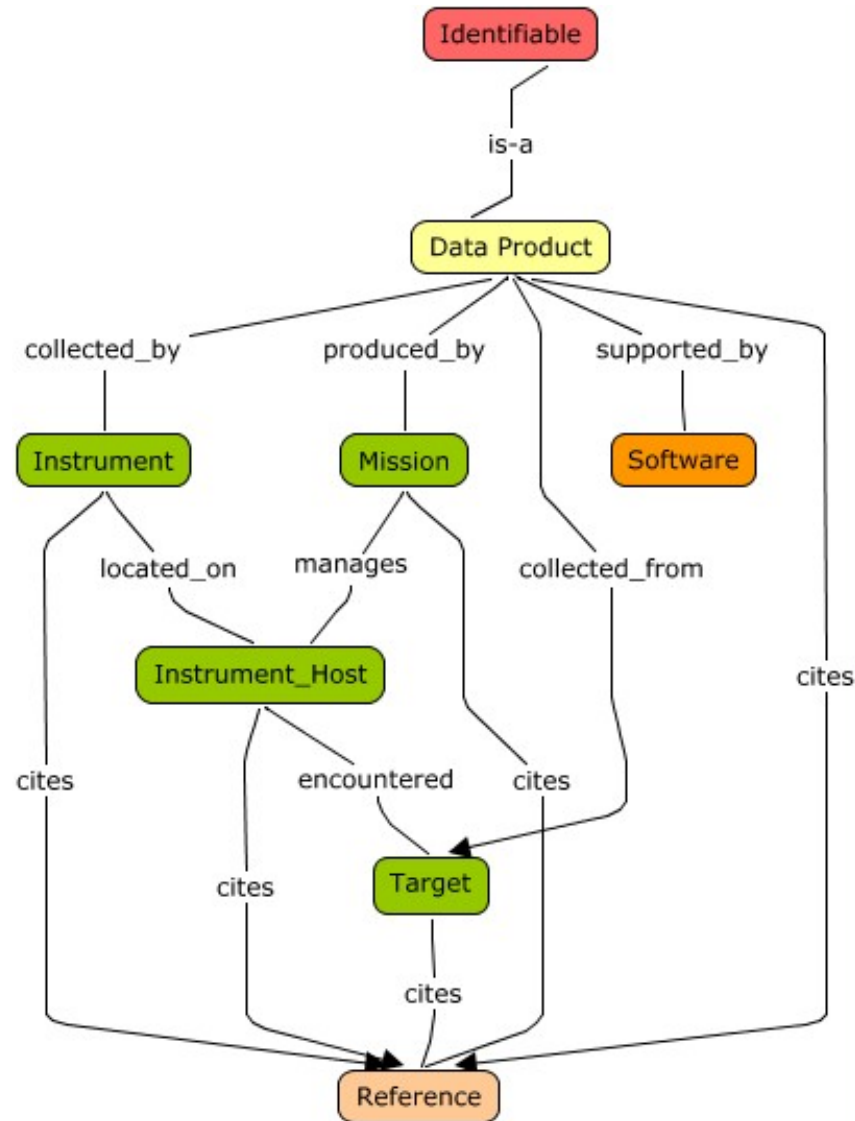 Identifiable
is-a
Data Product
collected_by
produced_by
supported_by
Instrument
Mission
Software
located_on
manages
collected_from
Instrument_Host
cites
encountered
cites
cites
cites
Target
cites
Reference